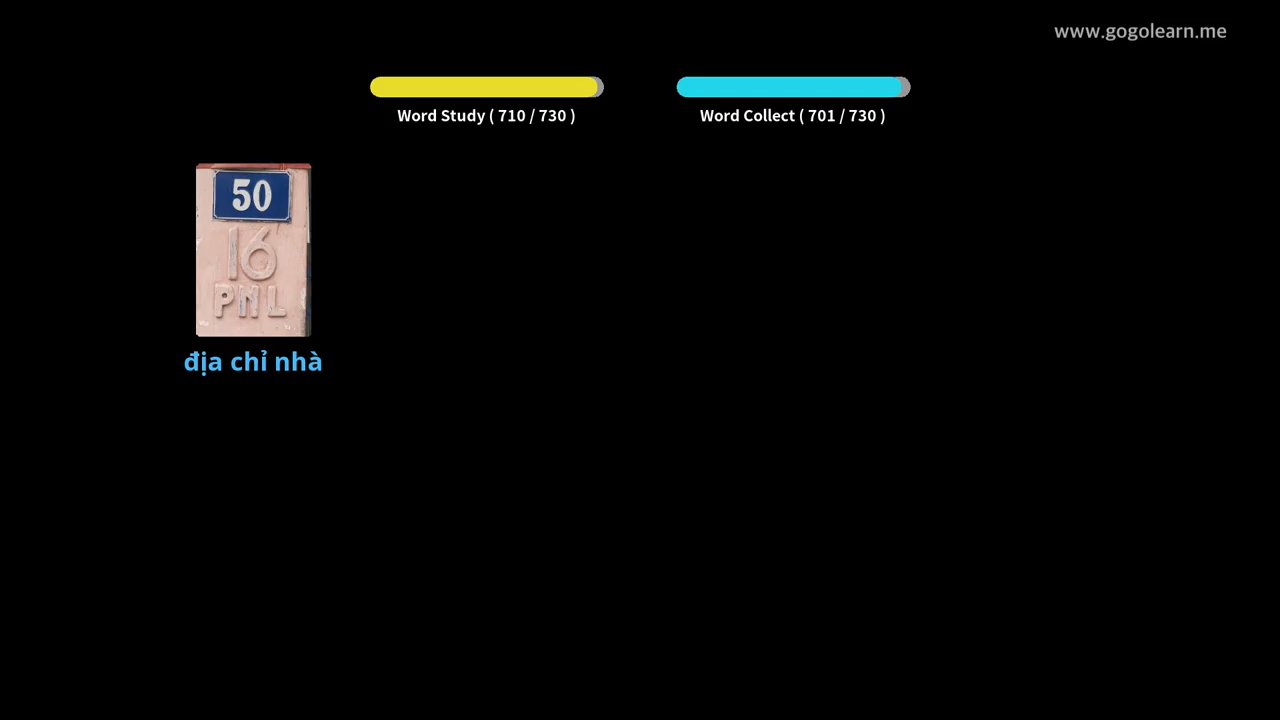 www.gogolearn.me
Word Study ( 710 / 730 )
Word Collect ( 701 / 730 )
50
16
PNL
địa chỉ nhà